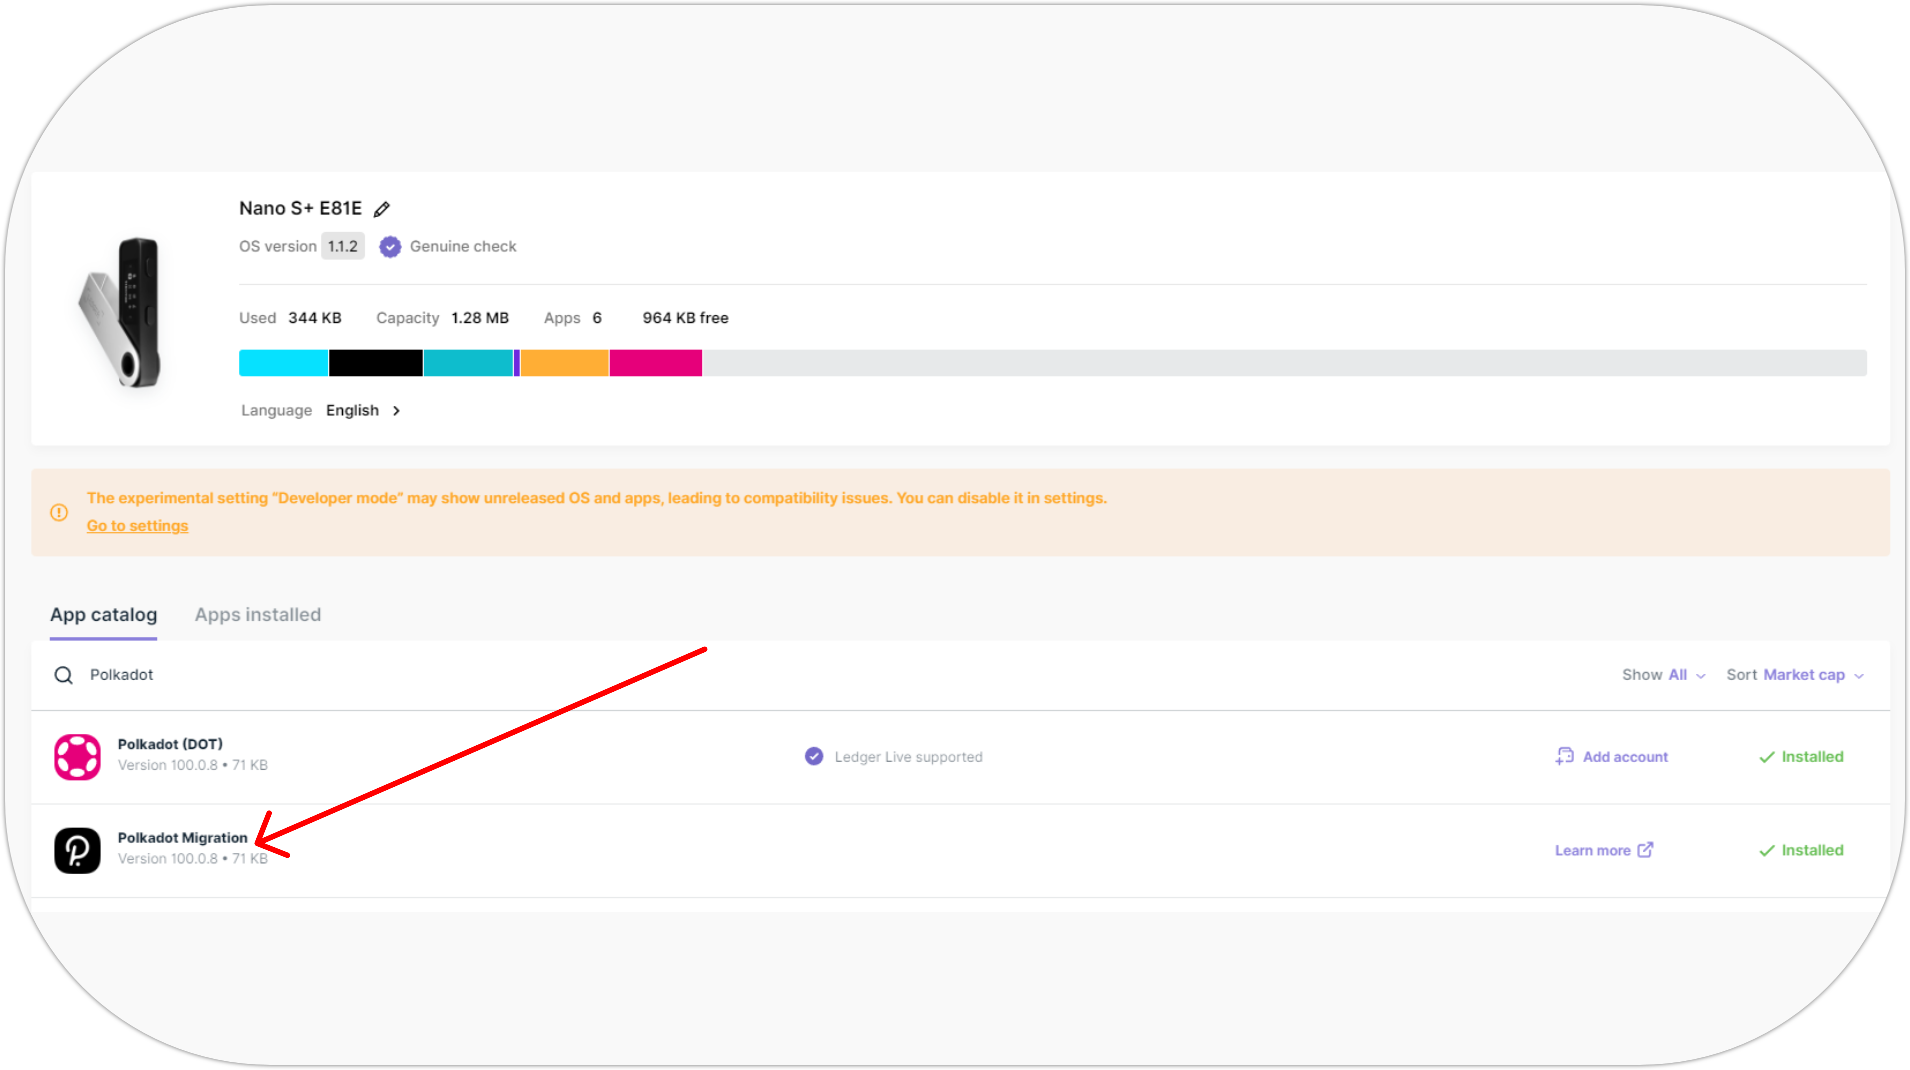 Nano S+ E81E
OS version 1.1.2 Genuine check
Used 344 KB Capacity 1.28 MB Apps 6 964 KB free
Language English
The experimental setting “Developer mode” may show unreleased OS and apps, leading to compatibility issues. You can disable it in settings.
Go to settings
App catalog Apps installed
Polkadot Show All Sort Market cap
Polkadot (DOT)
Version 100.0.8 • 71 KB
Ledger Live supported Add account Installed
Polkadot Migration
Version 100.0.8 • 71 KB
Learn more Installed